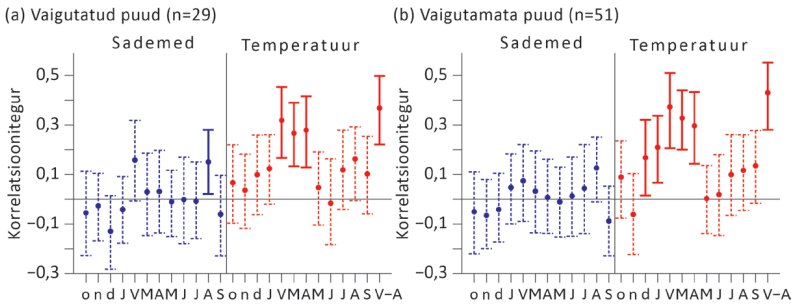 (a) Vaigutatud puud (n=29)
Sademed Temperatuur
Korrelatsioonitegur
0,5
0,3
0,1
−0,1
−0,3
o n d J V M A M J J A S o n d J V M A M J J A S V–A
(b) Vaigutamata puud (n=51)
Sademed Temperatuur
Korrelatsioonitegur
0,5
0,3
0,1
−0,1
−0,3
o n d J V M A M J J A S o n d J V M A M J J A S V–A